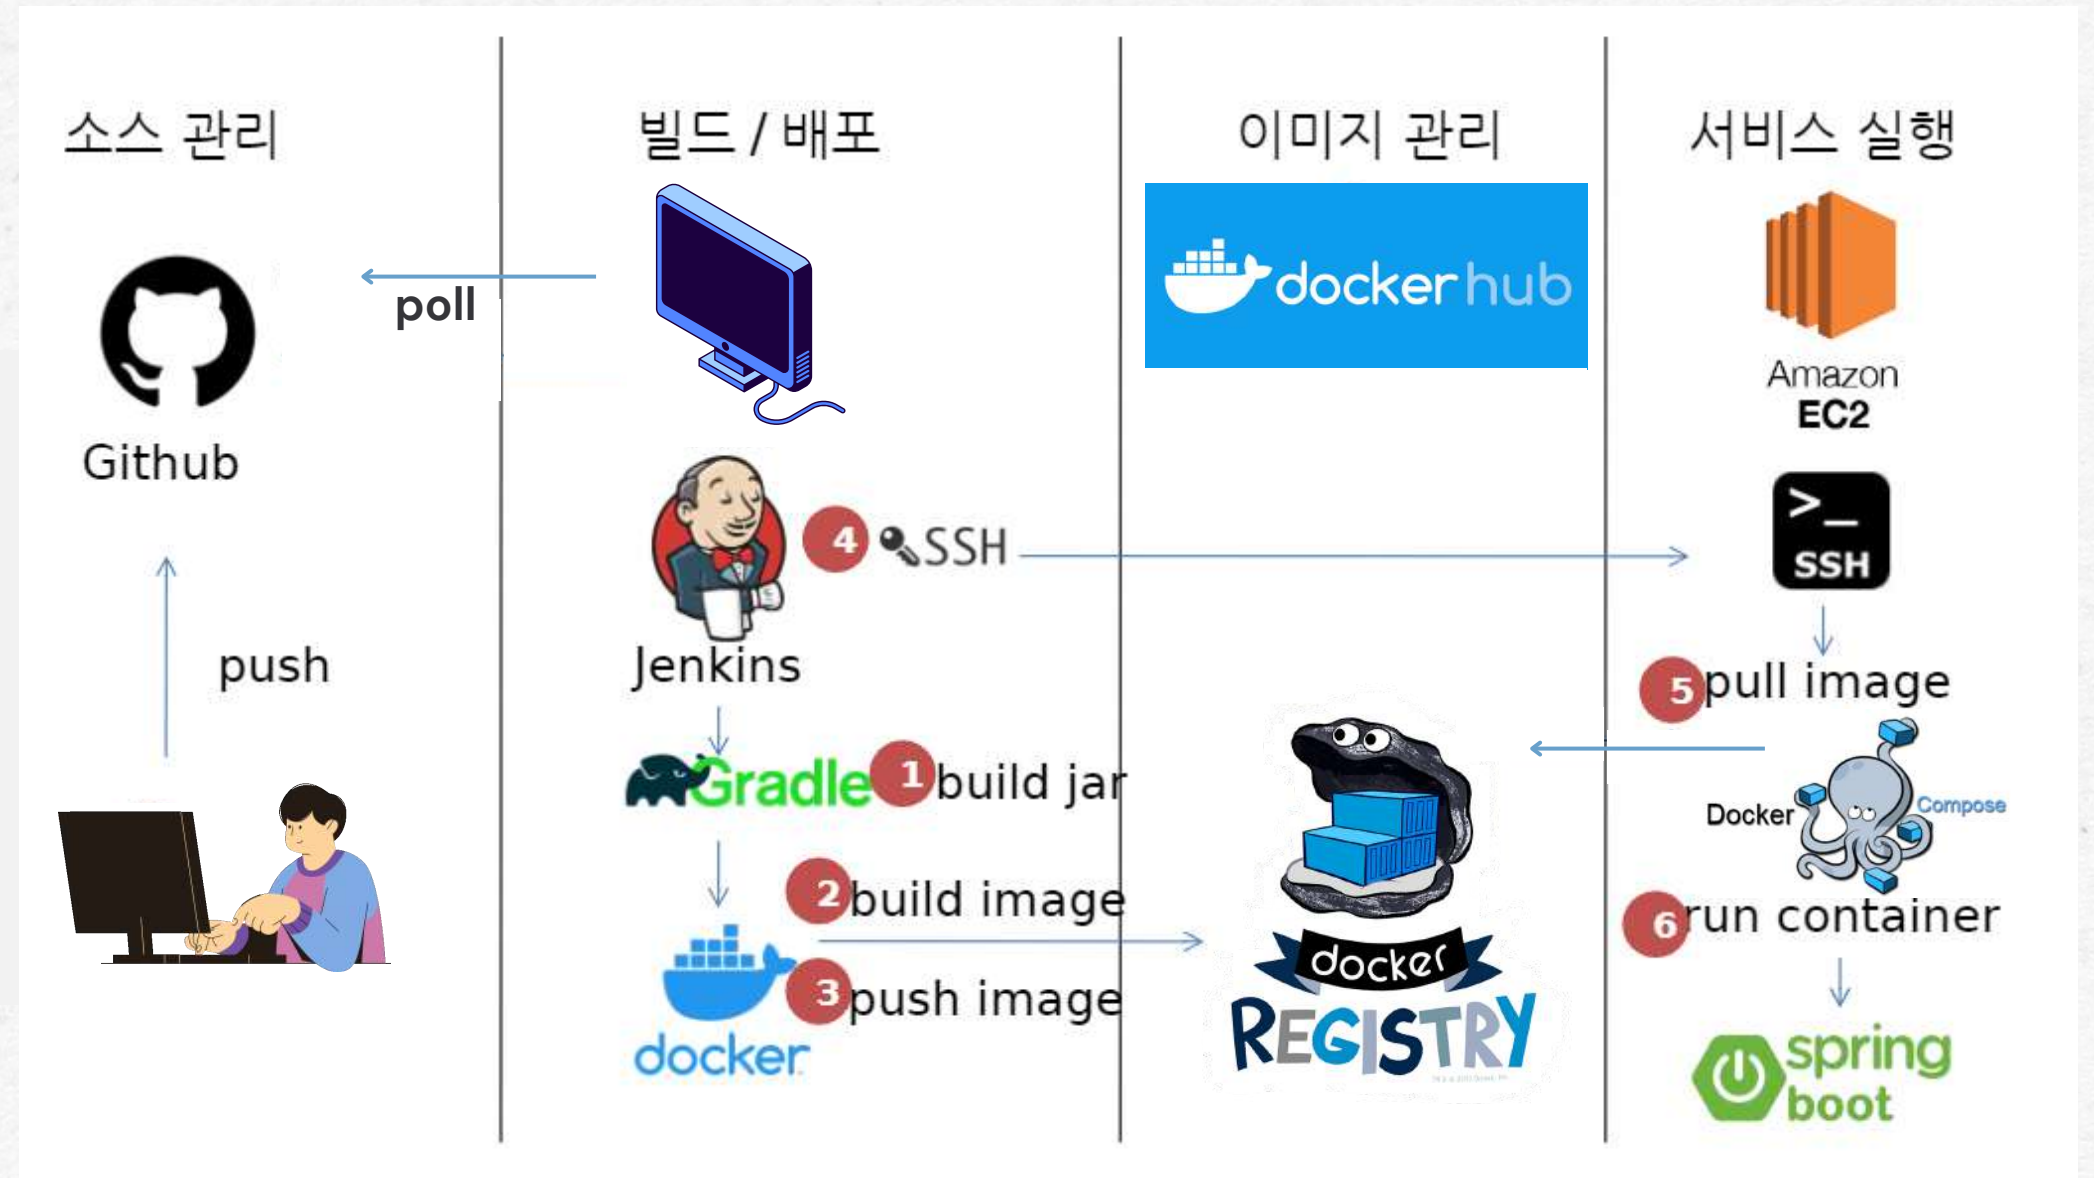 소스 관리
빌드 / 배포
이미지 관리
서비스 실행
poll
Github
push
Jenkins
4
SSH
Gradle
1
build jar
2
build image
3
push image
docker
dockerhub
docker
REGISTRY
Amazon
EC2
>_
SSH
5
pull image
Docker
Compose
6
run container
spring
boot